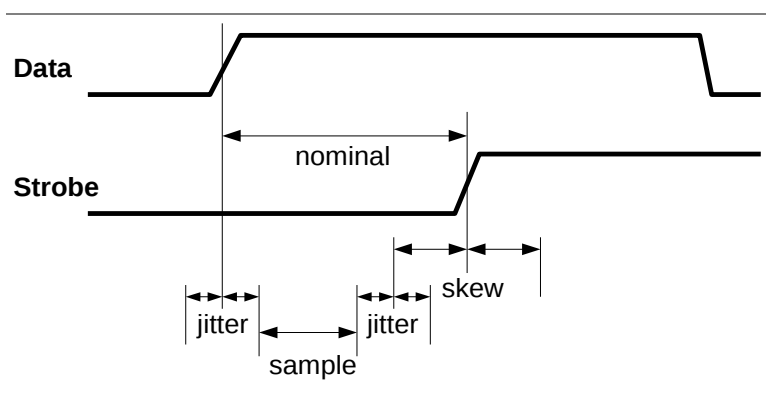 Data
nominal
Strobe
skew
jitter
jitter
sample